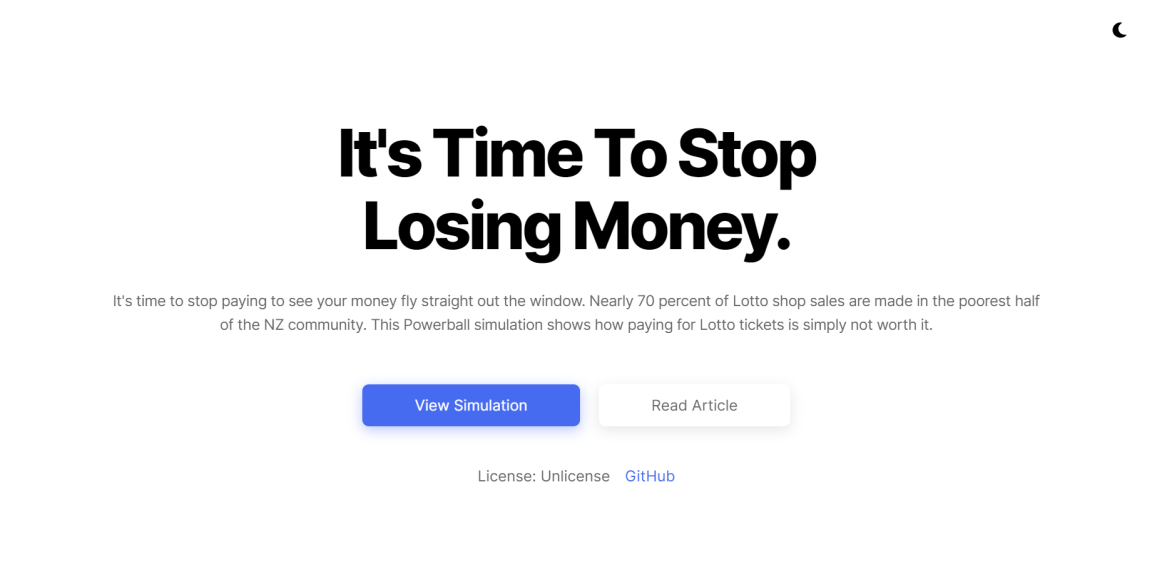 It's Time To Stop
Losing Money.
It's time to stop paying to see your money fly straight out the window. Nearly 70 percent of Lotto shop sales are made in the poorest half
of the NZ community. This Powerball simulation shows how paying for Lotto tickets is simply not worth it.
View Simulation
Read Article
License: Unlicense GitHub